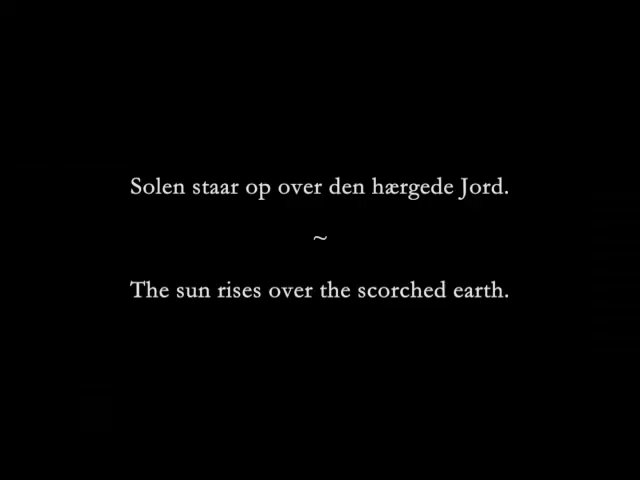 Solen staar op over den hærgede Jord.
~
The sun rises over the scorched earth.